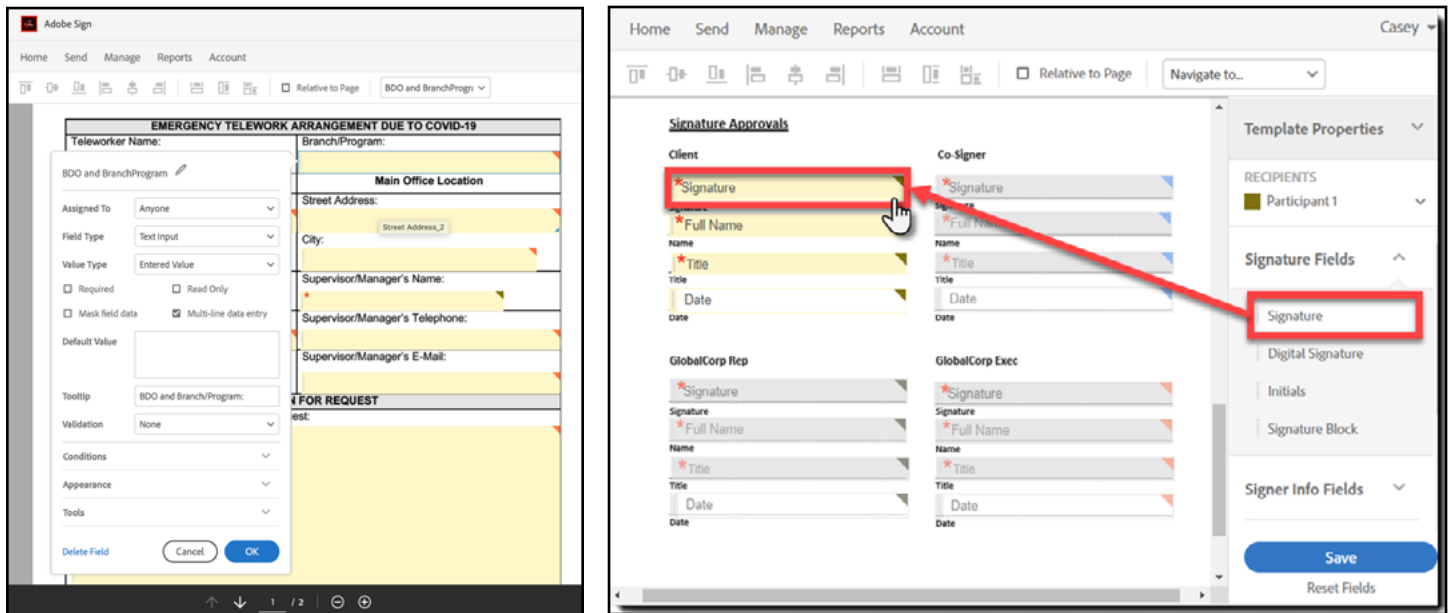 Adobe Sign
Home Send Manage Reports Account
Relative to Page BDO and BranchProgr
EMERGENCY TELEWORK ARRANGEMENT DUE TO COVID-19
Teleworker Name: Branch/Program:
BDO and BranchProgram
Main Office Location
Assigned To Anyone
Street Address:
Street Address_2
Field Type Text Input
City:
Value Type Entered Value
Required Read Only
Supervisor/Manager's Name:
*
Mask field data Multi-line data entry
Supervisor/Manager's Telephone:
Default Value
Supervisor/Manager's E-Mail:
Tooltip BDO and Branch/Program:
FOR REQUEST
est:
Validation None
Conditions
Appearance
Tools
Delete Field Cancel OK
1 / 2
Home Send Manage Reports Account Casey
Relative to Page Navigate to...
Signature Approvals
Client
*Signature
Signature
*Full Name
Name
*Title
Title
Date
Date
Co-Signer
*Signature
Signature
*Full Name
Name
*Title
Title
Date
Date
GlobalCorp Rep
*Signature
Signature
*Full Name
Name
*Title
Title
Date
Date
GlobalCorp Exec
*Signature
Signature
*Full Name
Name
*Title
Title
Date
Date
Template Properties
RECIPIENTS
Participant 1
Signature Fields
Signature
Digital Signature
Initials
Signature Block
Signer Info Fields
Save
Reset Fields